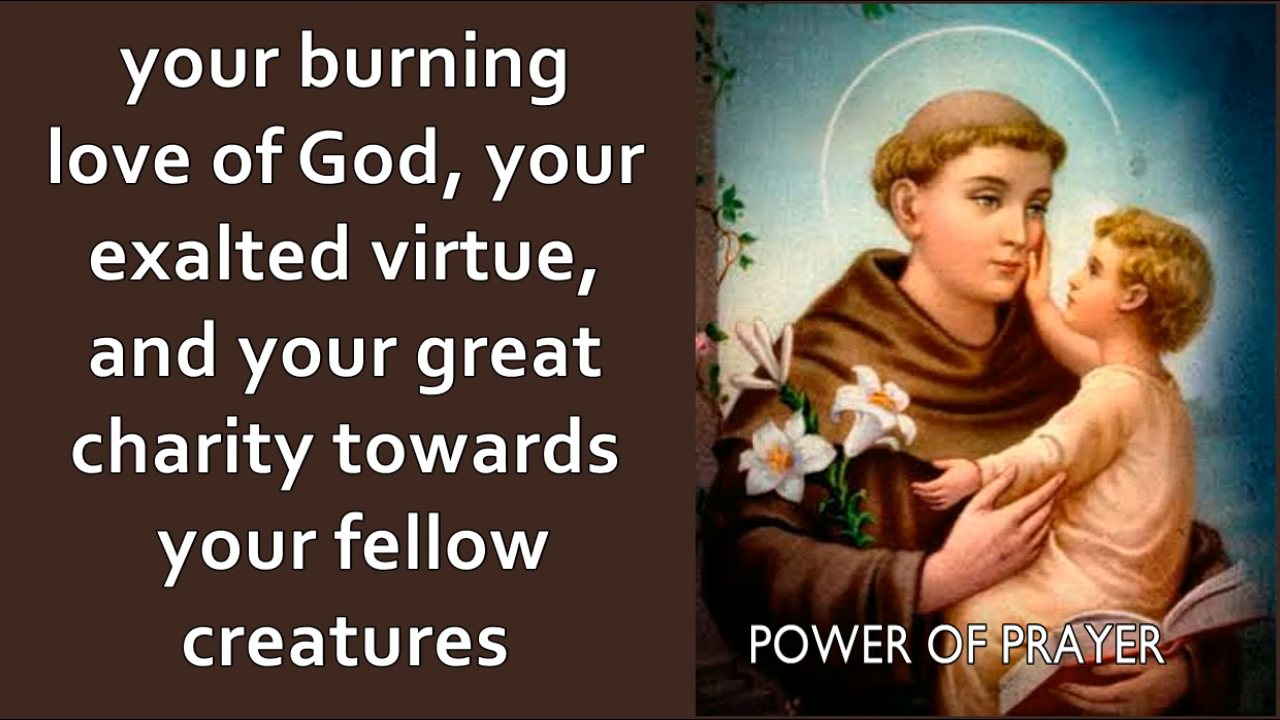 your burning
love of God, your
exalted virtue,
and your great
charity towards
your fellow
creatures
POWER OF PRAYER